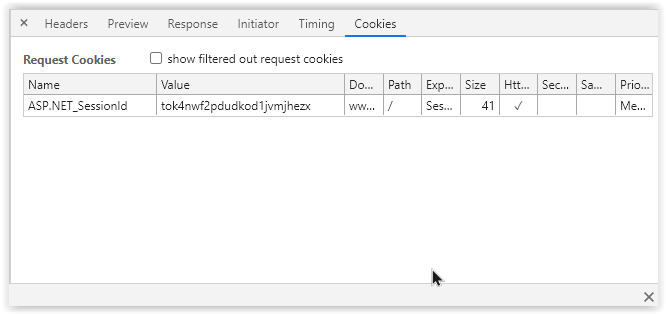 Headers Preview Response Initiator Timing Cookies
Request Cookies show filtered out request cookies
Name Value Do... Path Exp... Size Htt... Sec... Sa... Prio...
ASP.NET_SessionId tok4nwf2pdudkod1jvmjhezx ww... / Ses... 41 ✓ Me...